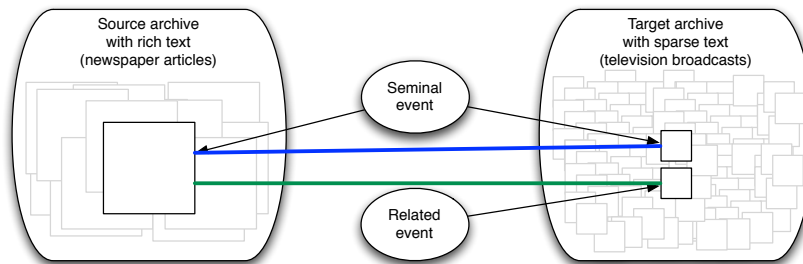 Source archive
with rich text
(newspaper articles)
Seminal
event
Target archive
with sparse text
(television broadcasts)
Related
event